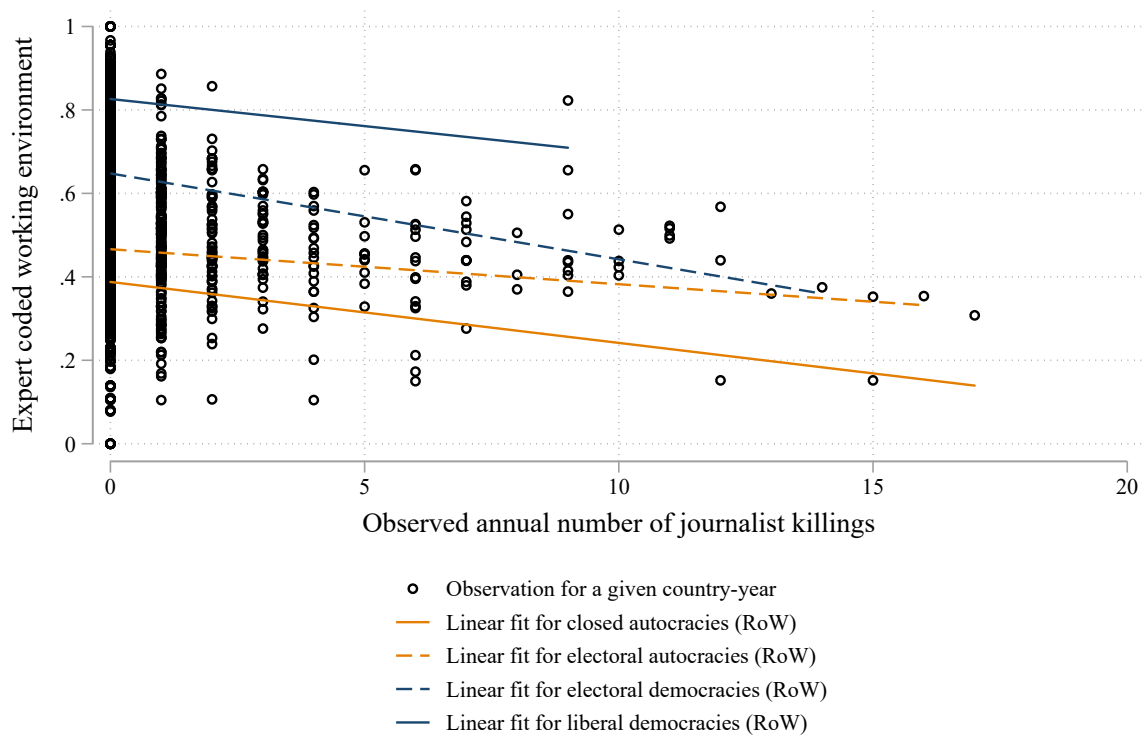 Expert coded working environment
1
.8
.6
.4
.2
0
0 5 10 15 20
Observed annual number of journalist killings
Observation for a given country-year
Linear fit for closed autocracies (RoW)
Linear fit for electoral autocracies (RoW)
Linear fit for electoral democracies (RoW)
Linear fit for liberal democracies (RoW)